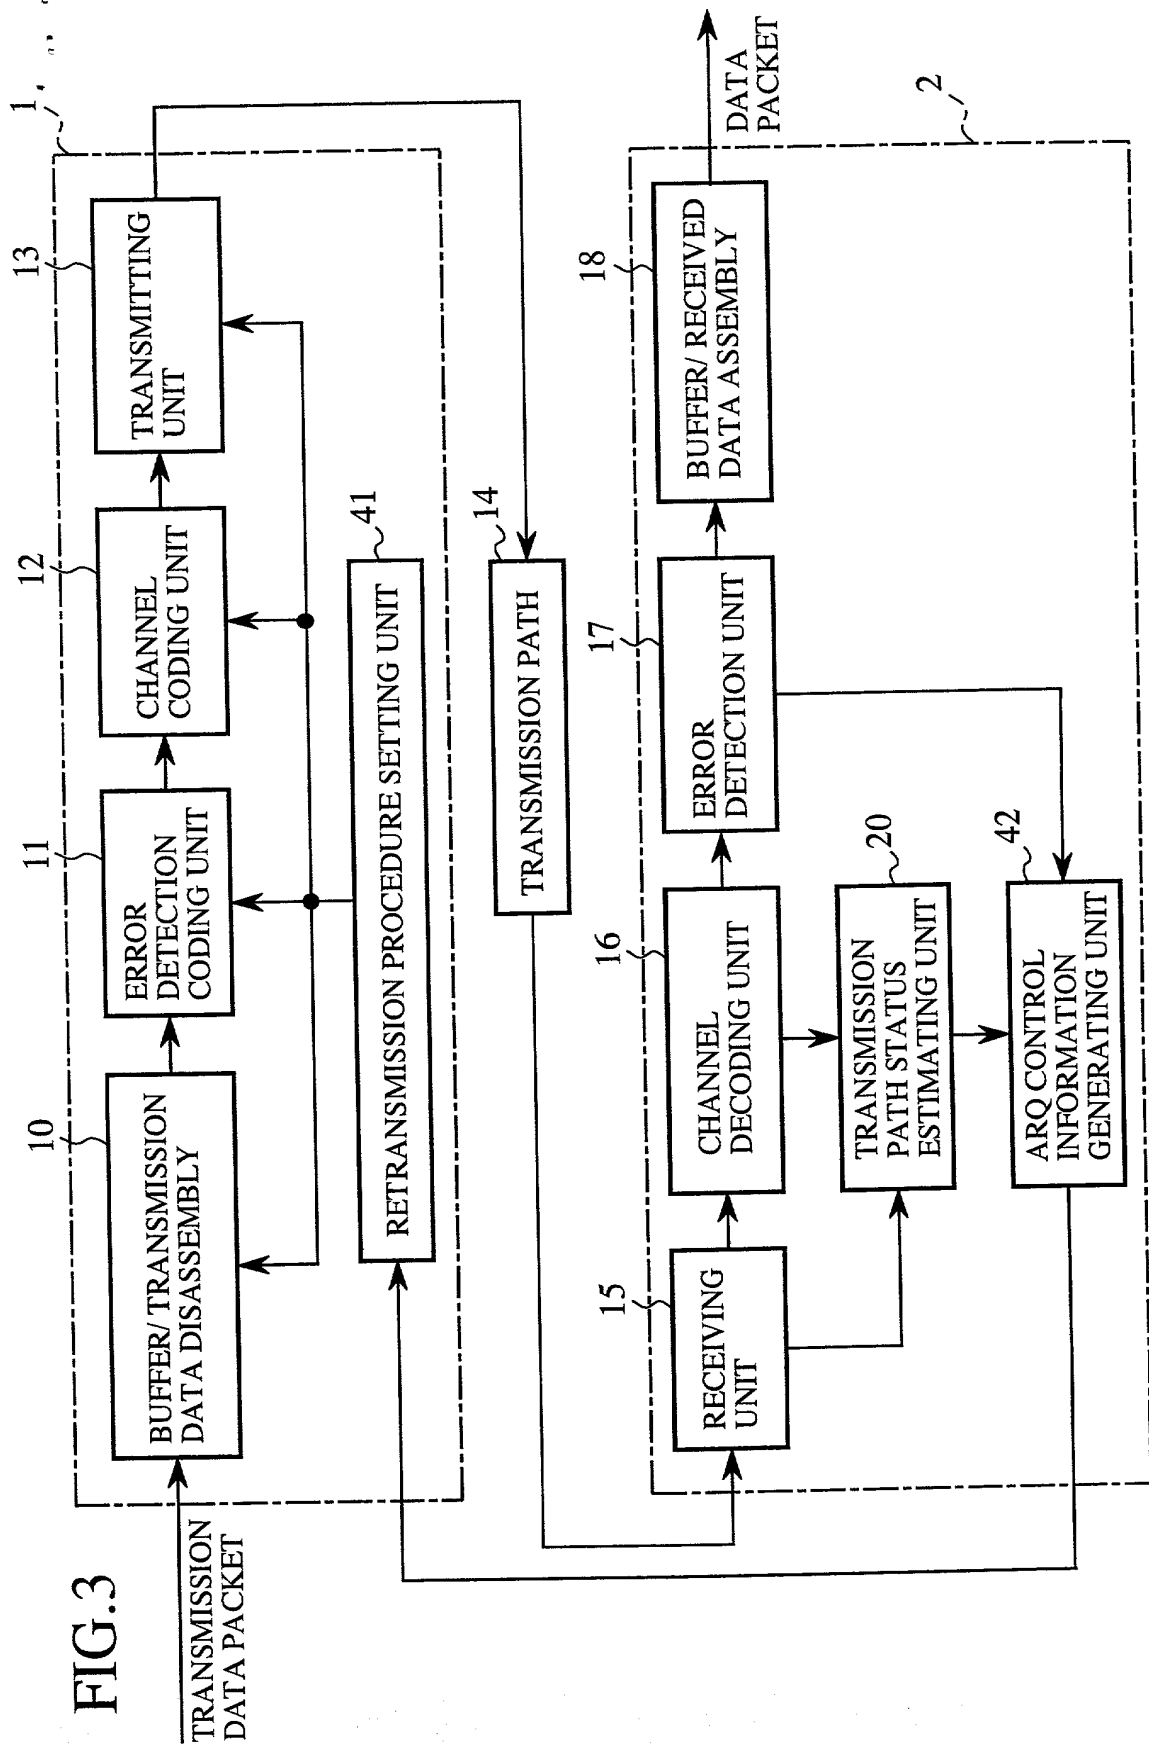 FIG.3
TRANSMISSION
DATA PACKET
1
10
BUFFER/ TRANSMISSION
DATA DISASSEMBLY
11
ERROR
DETECTION
CODING UNIT
12
CHANNEL
CODING UNIT
13
TRANSMITTING
UNIT
41
RETRANSMISSION PROCEDURE SETTING UNIT
14
TRANSMISSION PATH
2
15
RECEIVING
UNIT
16
CHANNEL
DECODING UNIT
17
ERROR
DETECTION UNIT
18
BUFFER/ RECEIVED
DATA ASSEMBLY
DATA
PACKET
20
TRANSMISSION
PATH STATUS
ESTIMATING UNIT
42
ARQ CONTROL
INFORMATION
GENERATING UNIT